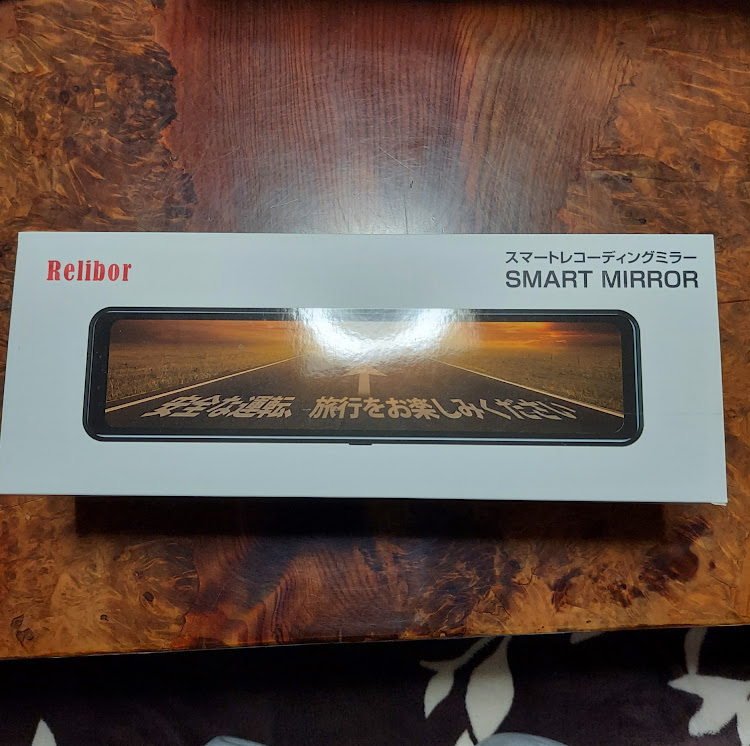 Relibor
スマートレコーディングミラー
SMART MIRROR
安全な運転 旅行をお楽しみください